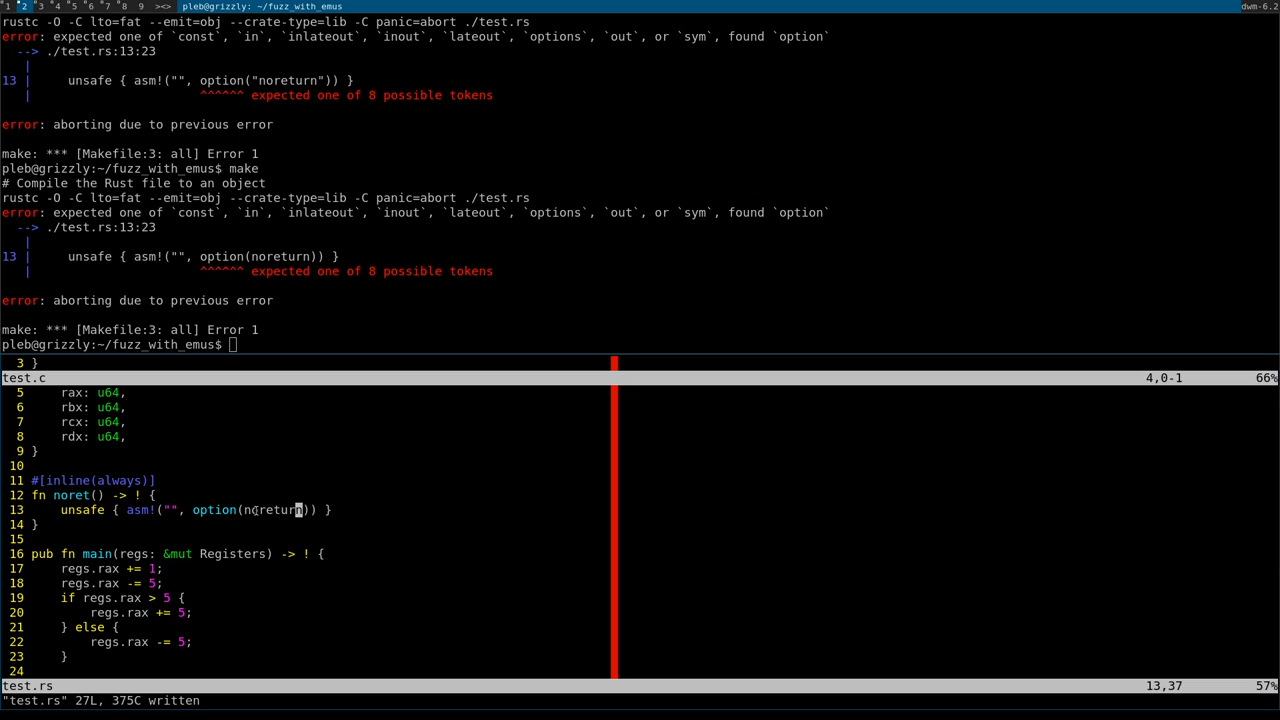 1 2 3 4 5 6 7 8 9 ><> pleb@grizzly: ~/fuzz_with_emus dwm-6.2
rustc -O -C lto=fat --emit=obj --crate-type=lib -C panic=abort ./test.rs
error: expected one of `const`, `in`, `inlateout`, `inout`, `lateout`, `options`, `out`, or `sym`, found `option`
  --> ./test.rs:13:23
   |
13 |     unsafe { asm!("", option("noreturn")) }
   |                       ^^^^^^ expected one of 8 possible tokens
error: aborting due to previous error
make: *** [Makefile:3: all] Error 1
pleb@grizzly:~/fuzz_with_emus$ make
# Compile the Rust file to an object
rustc -O -C lto=fat --emit=obj --crate-type=lib -C panic=abort ./test.rs
error: expected one of `const`, `in`, `inlateout`, `inout`, `lateout`, `options`, `out`, or `sym`, found `option`
  --> ./test.rs:13:23
   |
13 |     unsafe { asm!("", option(noreturn)) }
   |                       ^^^^^^ expected one of 8 possible tokens
error: aborting due to previous error
make: *** [Makefile:3: all] Error 1
pleb@grizzly:~/fuzz_with_emus$
3 }
test.c 4,0-1 66%
5     rax: u64,
6     rbx: u64,
7     rcx: u64,
8     rdx: u64,
9 }
10
11 #[inline(always)]
12 fn noret() -> ! {
13     unsafe { asm!("", option(noreturn)) }
14 }
15
16 pub fn main(regs: &mut Registers) -> ! {
17     regs.rax += 1;
18     regs.rax -= 5;
19     if regs.rax > 5 {
20         regs.rax += 5;
21     } else {
22         regs.rax -= 5;
23     }
24
test.rs 13,37 57%
"test.rs" 27L, 375C written